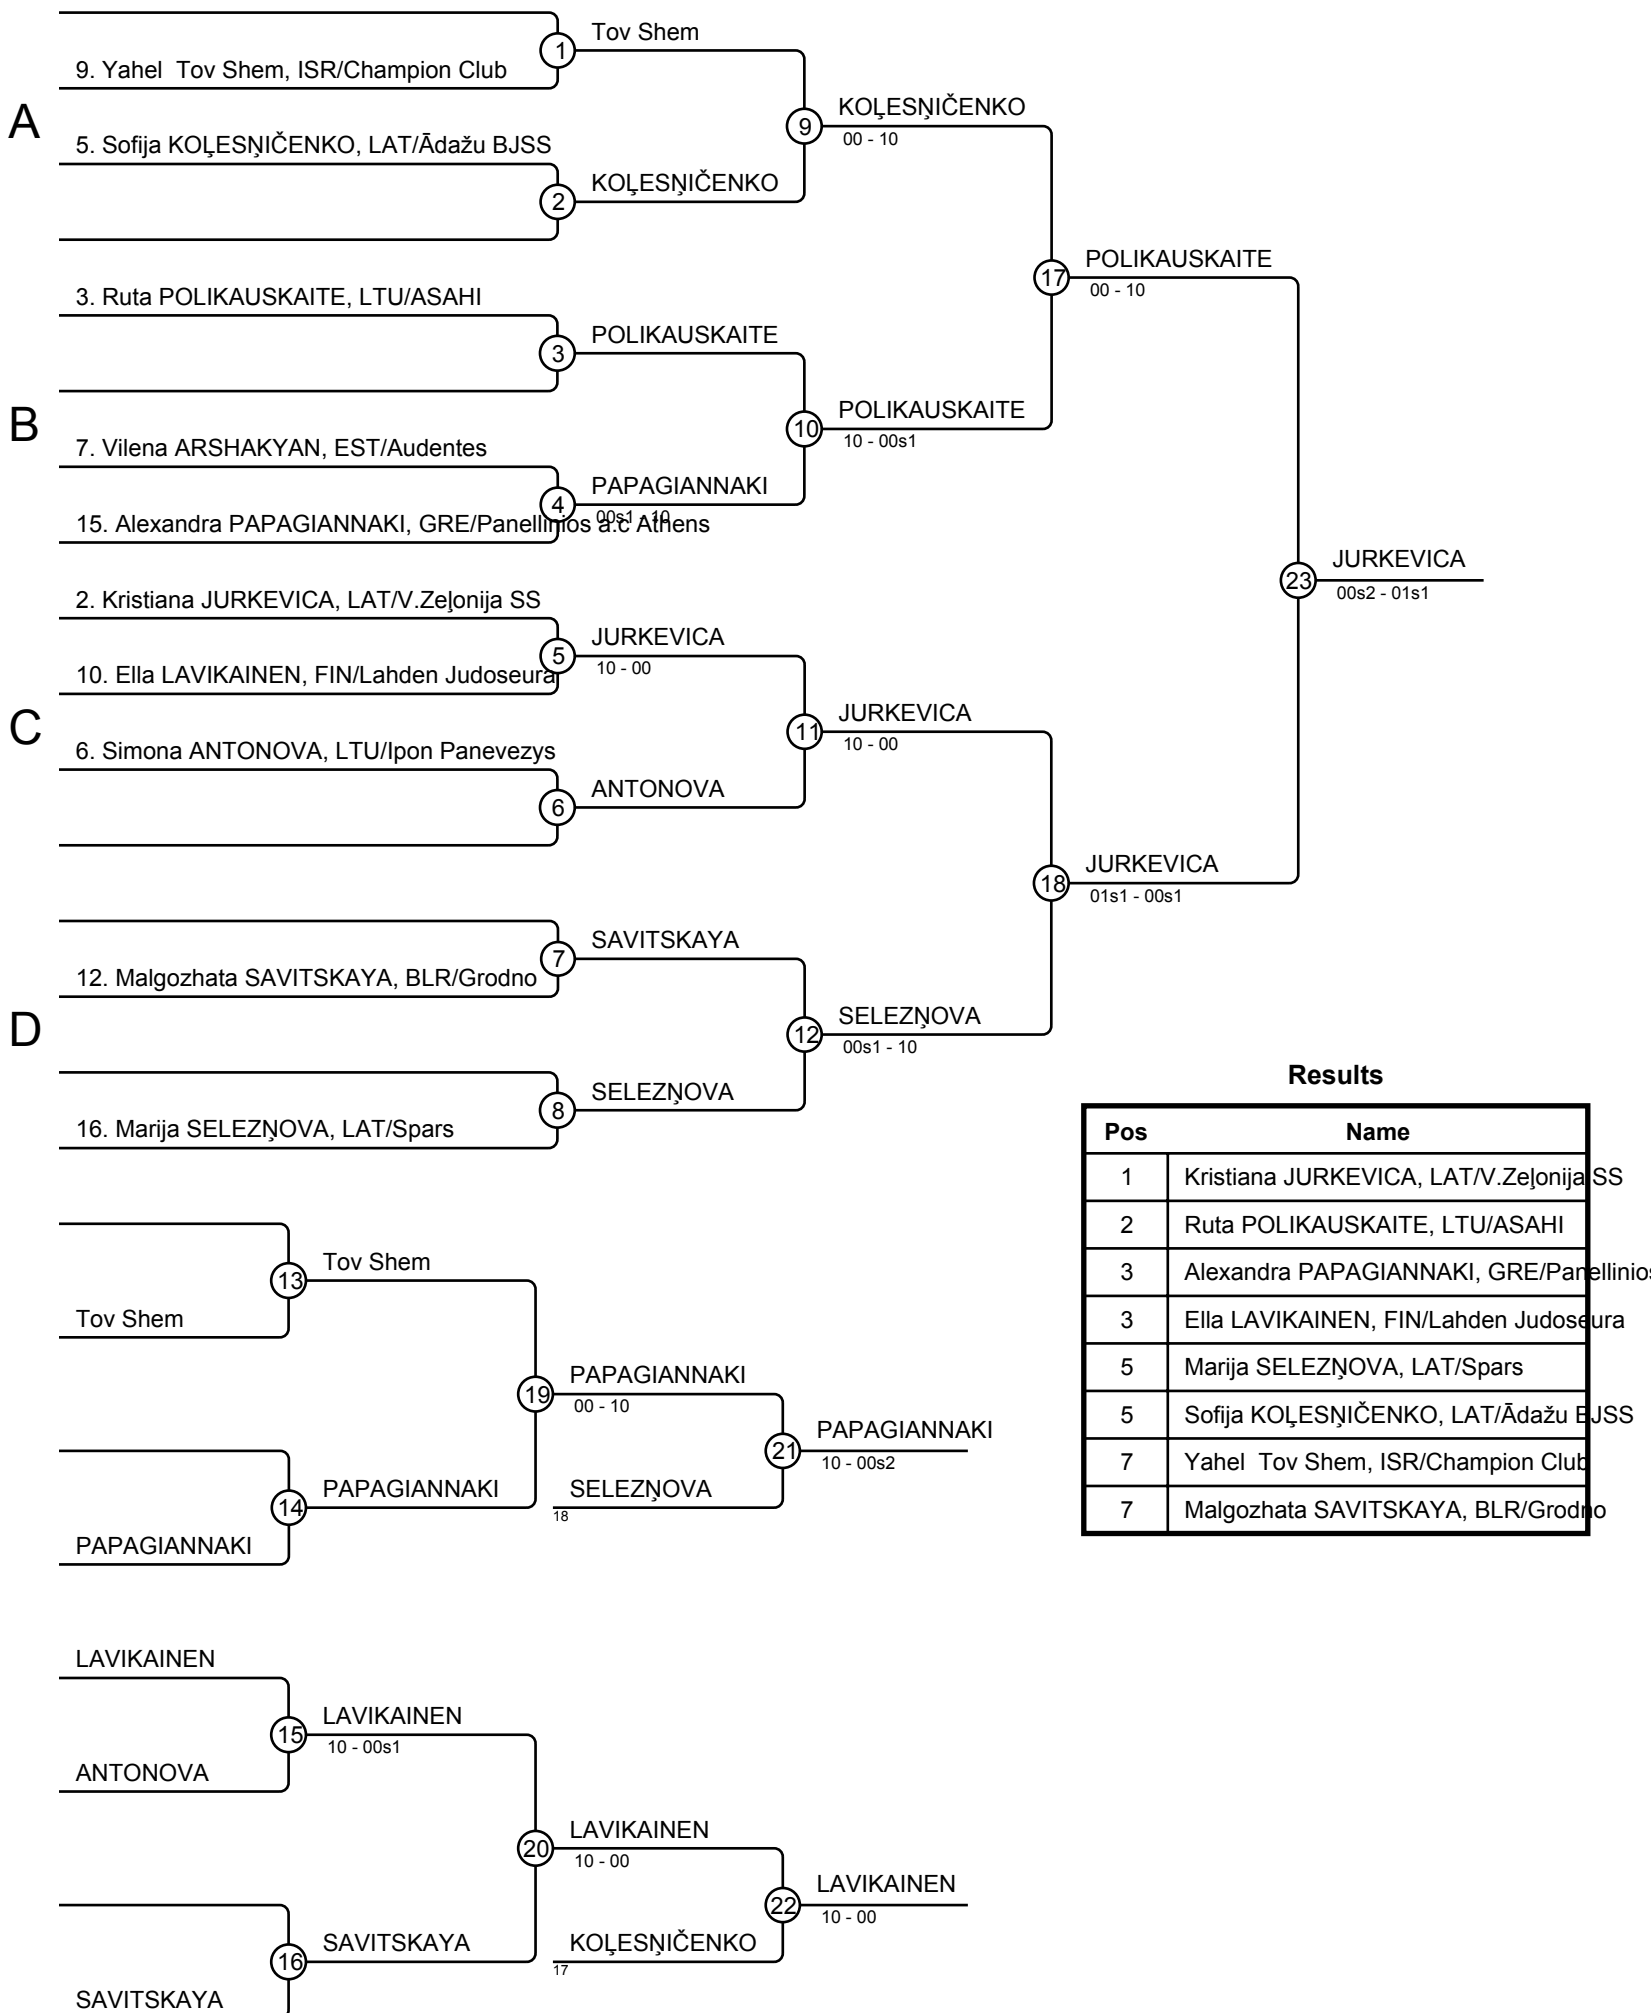 Tov Shem
1
9. Yahel  Tov Shem, ISR/Champion Club
A
KOĻESŅIČENKO
9
00 - 10
5. Sofija KOĻESŅIČENKO, LAT/Ādažu BJSS
KOĻESŅIČENKO
2
POLIKAUSKAITE
17
00 - 10
3. Ruta POLIKAUSKAITE, LTU/ASAHI
POLIKAUSKAITE
3
B
POLIKAUSKAITE
10
10 - 00s1
7. Vilena ARSHAKYAN, EST/Audentes
PAPAGIANNAKI
4
00s1 - 10
15. Alexandra PAPAGIANNAKI, GRE/Panellinios a.c Athens
JURKEVICA
23
00s2 - 01s1
2. Kristiana JURKEVICA, LAT/V.Zeļonija SS
JURKEVICA
5
10 - 00
10. Ella LAVIKAINEN, FIN/Lahden Judoseura
C
JURKEVICA
11
10 - 00
6. Simona ANTONOVA, LTU/Ipon Panevezys
ANTONOVA
6
JURKEVICA
18
01s1 - 00s1
SAVITSKAYA
7
12. Malgozhata SAVITSKAYA, BLR/Grodno
D
SELEZŅOVA
12
00s1 - 10
SELEZŅOVA
8
16. Marija SELEZŅOVA, LAT/Spars
Results
Pos Name
1 Kristiana JURKEVICA, LAT/V.Zeļonija SS
2 Ruta POLIKAUSKAITE, LTU/ASAHI
3 Alexandra PAPAGIANNAKI, GRE/Panellinios
3 Ella LAVIKAINEN, FIN/Lahden Judoseura
5 Marija SELEZŅOVA, LAT/Spars
5 Sofija KOĻESŅIČENKO, LAT/Ādažu BJSS
7 Yahel  Tov Shem, ISR/Champion Club
7 Malgozhata SAVITSKAYA, BLR/Grodno
Tov Shem
13
Tov Shem
PAPAGIANNAKI
19
00 - 10
PAPAGIANNAKI
21
10 - 00s2
PAPAGIANNAKI
14
SELEZŅOVA
18
PAPAGIANNAKI
LAVIKAINEN
LAVIKAINEN
15
10 - 00s1
ANTONOVA
LAVIKAINEN
20
10 - 00
LAVIKAINEN
22
10 - 00
SAVITSKAYA
16
KOĻESŅIČENKO
17
SAVITSKAYA